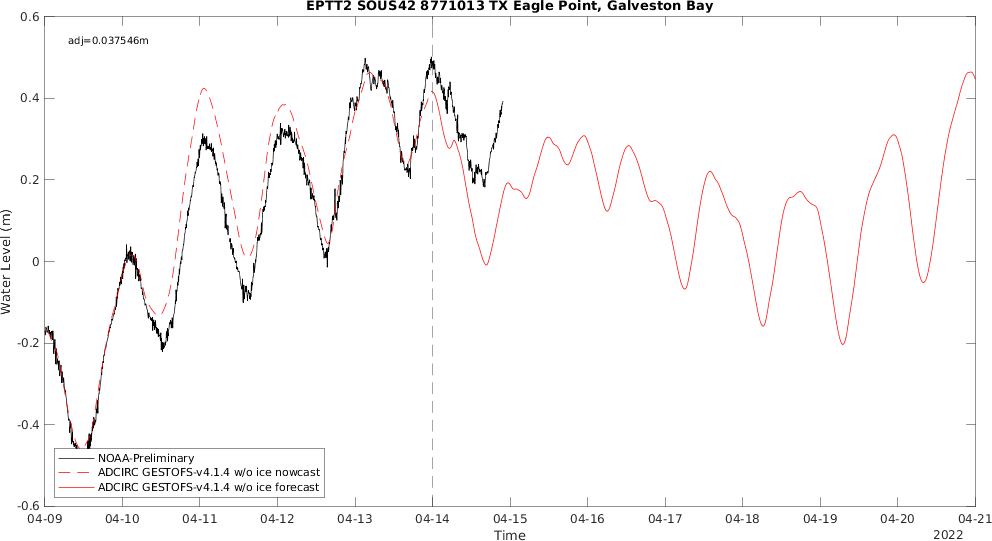 EPTT2 SOUS42 8771013 TX Eagle Point, Galveston Bay
adj=0.037546m
0.6
0.4
0.2
0
-0.2
-0.4
-0.6
Water Level (m)
NOAA-Preliminary
ADCIRC GESTOFS-v4.1.4 w/o ice nowcast
ADCIRC GESTOFS-v4.1.4 w/o ice forecast
04-09 04-10 04-11 04-12 04-13 04-14 04-15 04-16 04-17 04-18 04-19 04-20 04-21
Time
2022